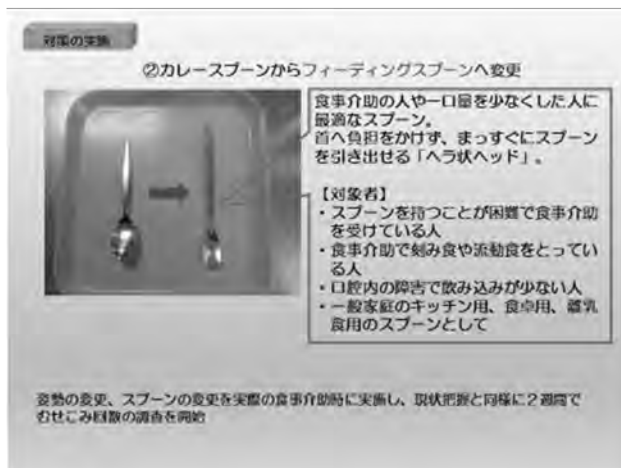 対策の実施
②カレースプーンからフィーディングスプーンへ変更
食事介助の人や一口量を少なくした人に
最適なスプーン。
首へ負担をかけず、まっすぐにスプーン
を引き出せる「ヘラ状ヘッド」。
【対象者】
・スプーンを持つことが困難で食事介助
を受けている人
・食事介助で刻み食や流動食をとってい
る人
・口腔内の障害で飲み込みが少ない人
・一般家庭のキッチン用、食卓用、離乳
食用のスプーンとして
姿勢の変更、スプーンの変更を実際の食事介助時に実施し、現状把握と同様に２週間で
むせこみ回数の調査を開始